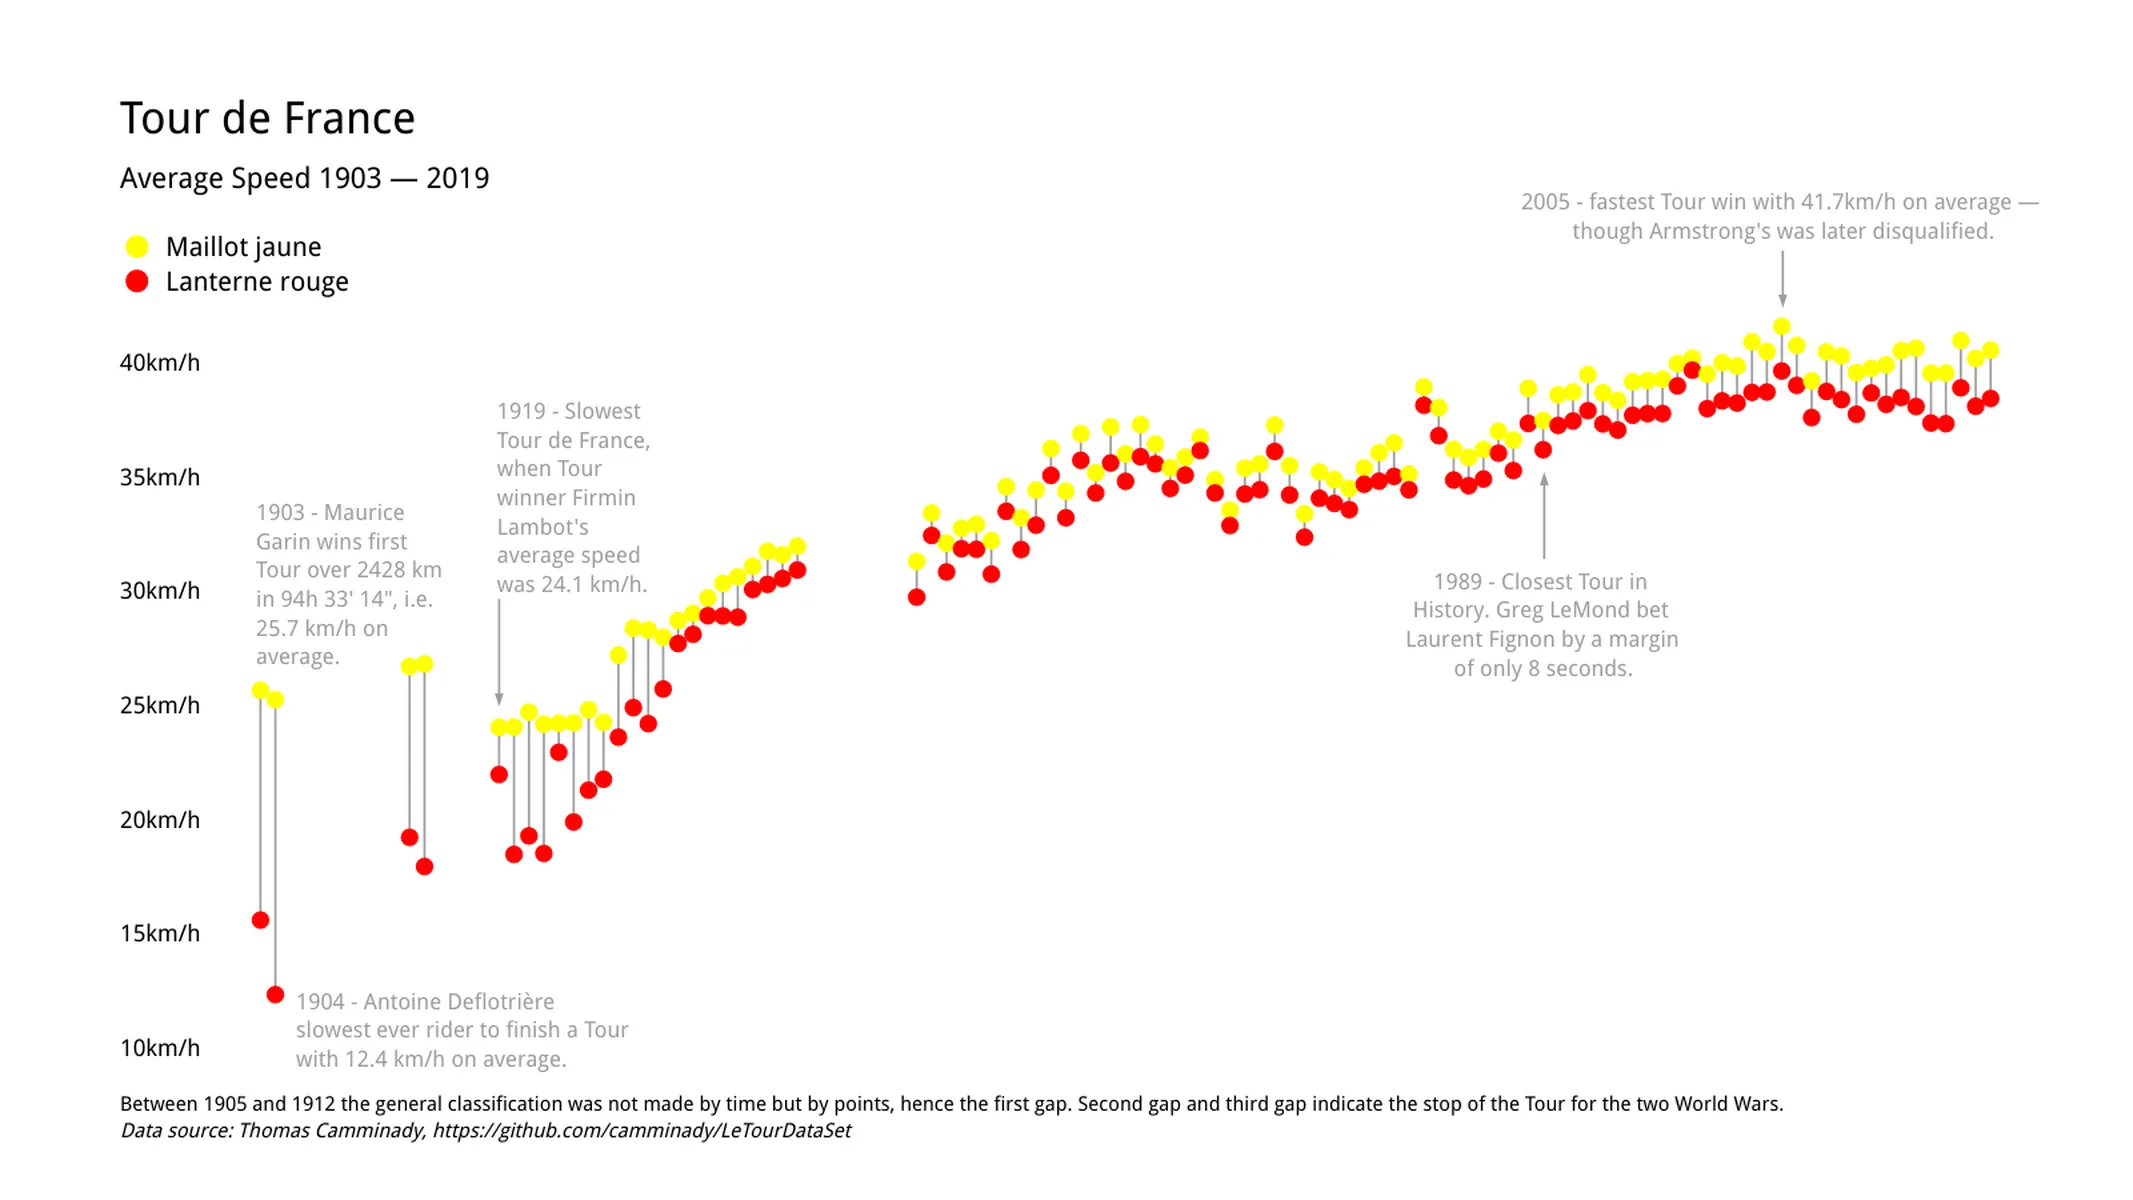 Tour de France
Average Speed 1903 — 2019
Maillot jaune
Lanterne rouge
2005 - fastest Tour win with 41.7km/h on average —
though Armstrong's was later disqualified.
40km/h
35km/h
30km/h
25km/h
20km/h
15km/h
10km/h
1903 - Maurice
Garin wins first
Tour over 2428 km
in 94h 33' 14", i.e.
25.7 km/h on
average.
1919 - Slowest
Tour de France,
when Tour
winner Firmin
Lambot's
average speed
was 24.1 km/h.
1989 - Closest Tour in
History. Greg LeMond bet
Laurent Fignon by a margin
of only 8 seconds.
1904 - Antoine Deflotrière
slowest ever rider to finish a Tour
with 12.4 km/h on average.
Between 1905 and 1912 the general classification was not made by time but by points, hence the first gap. Second gap and third gap indicate the stop of the Tour for the two World Wars.
Data source: Thomas Camminady, https://github.com/camminady/LeTourDataSet